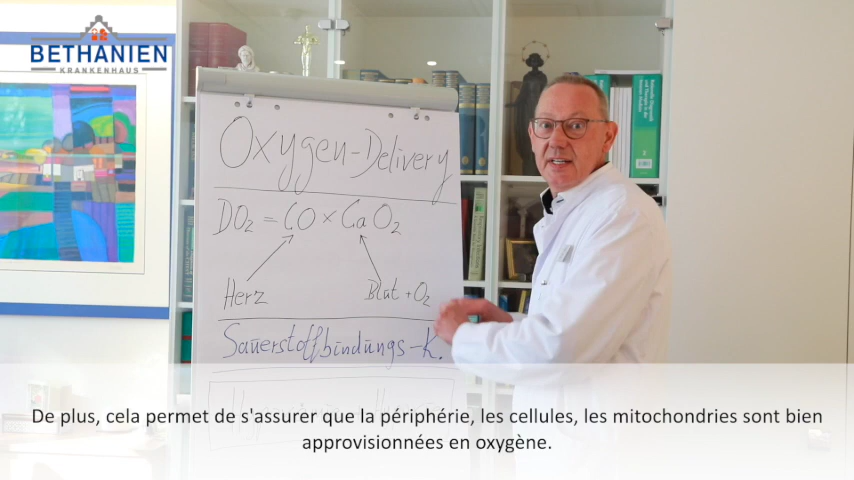 BETHANIEN
KRANKENHAUS
Oxygen-Delivery
DO2 = CO × CaO2
Herz
Blut + O2
Sauerstoffbindungs-K.
De plus, cela permet de s'assurer que la périphérie, les cellules, les mitochondries sont bien
approvisionnées en oxygène.